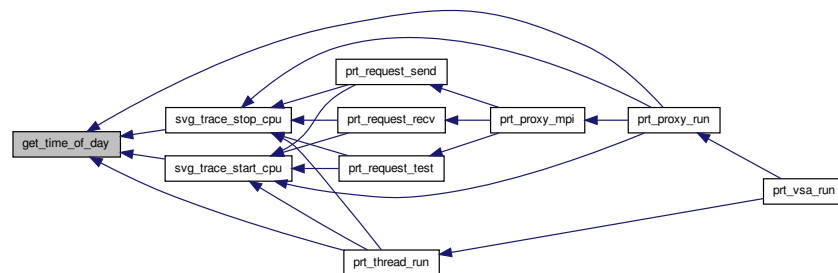 get_time_of_day
svg_trace_stop_cpu
svg_trace_start_cpu
prt_request_send
prt_request_recv
prt_request_test
prt_thread_run
prt_proxy_mpi
prt_proxy_run
prt_vsa_run